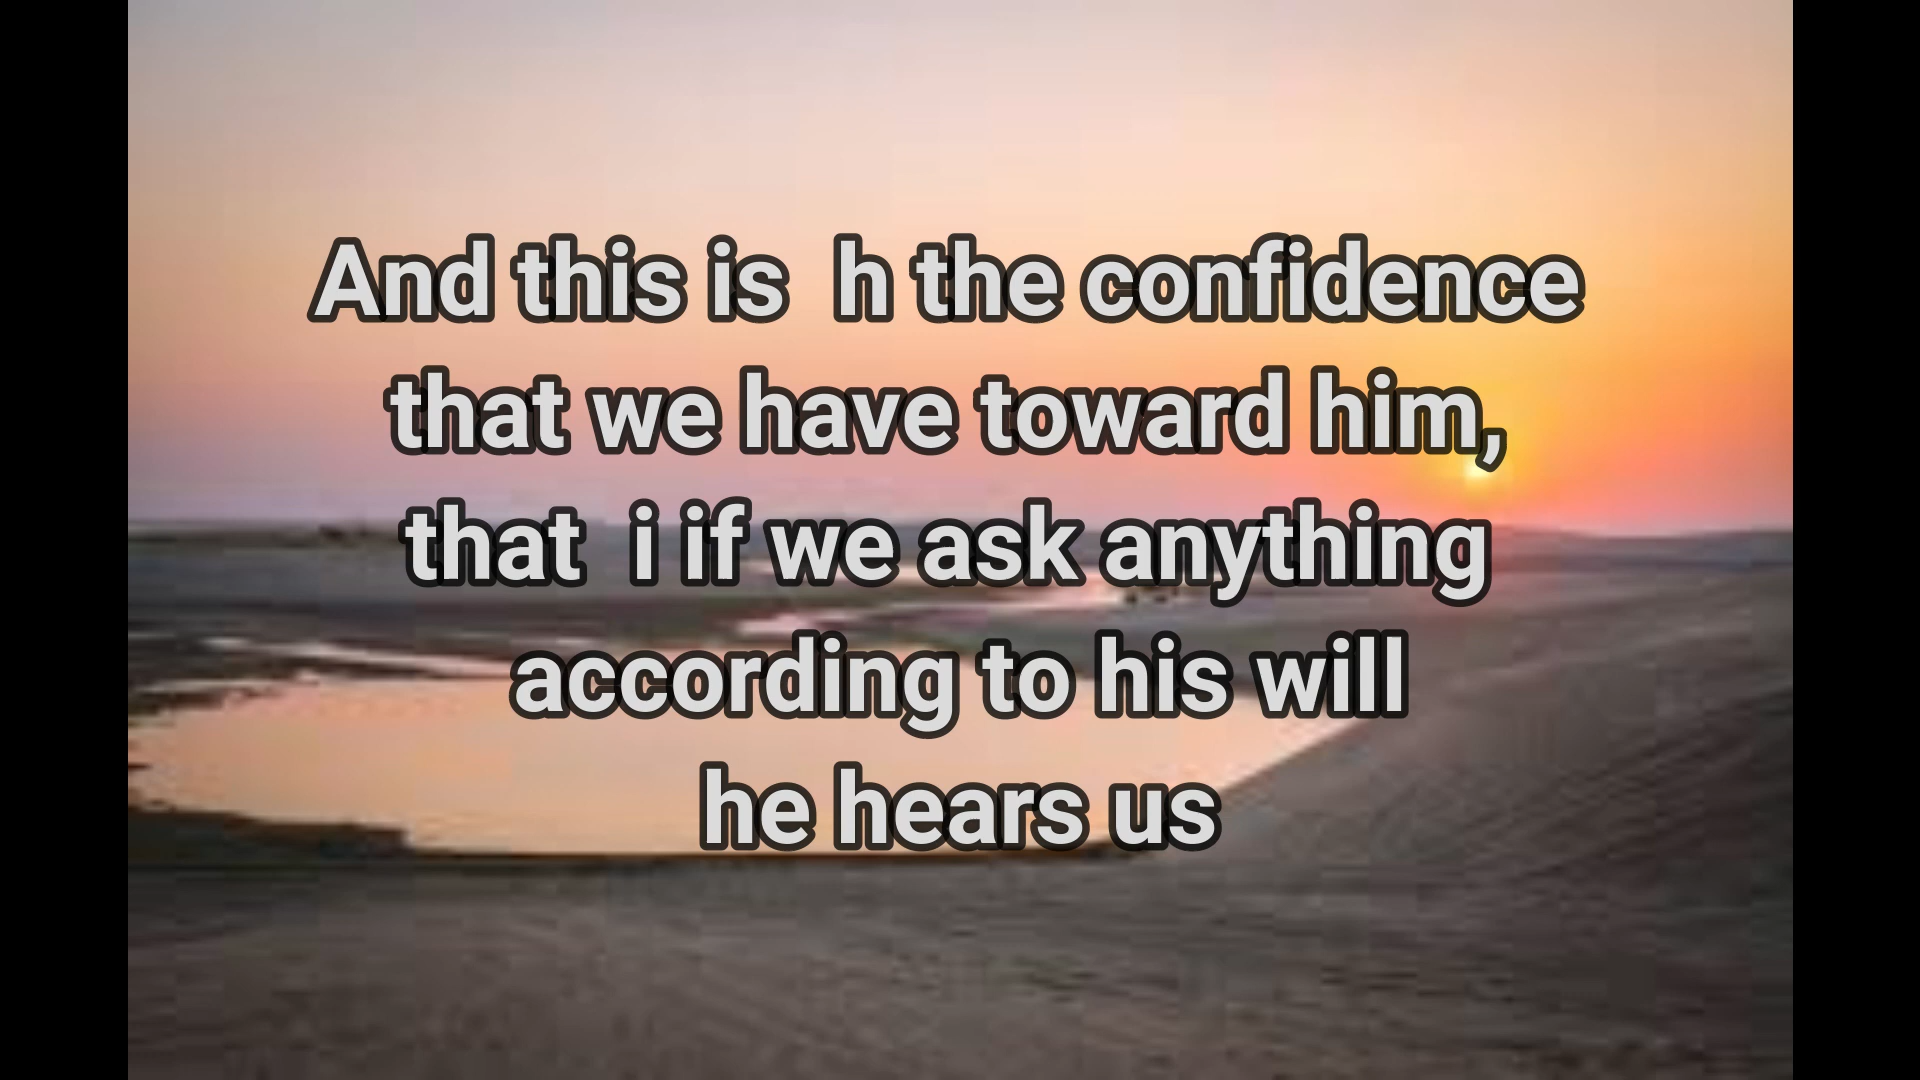 And this is  h the confidence
that we have toward him,
that  i if we ask anything
according to his will
he hears us